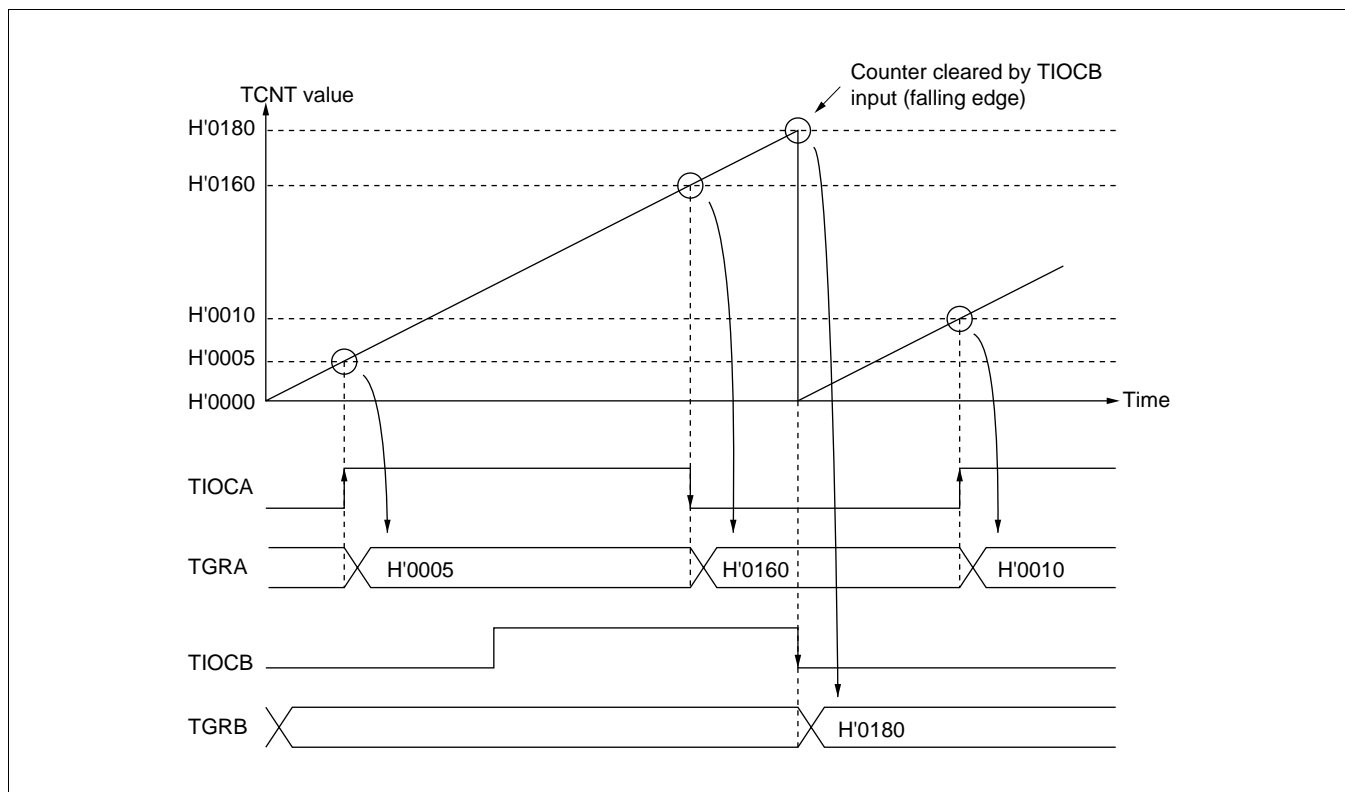 Counter cleared by TIOCB
input (falling edge)
TCNT value
H'0180
H'0160
H'0010
H'0005
H'0000
Time
TIOCA
TGRA
H'0005
H'0160
H'0010
TIOCB
TGRB
H'0180